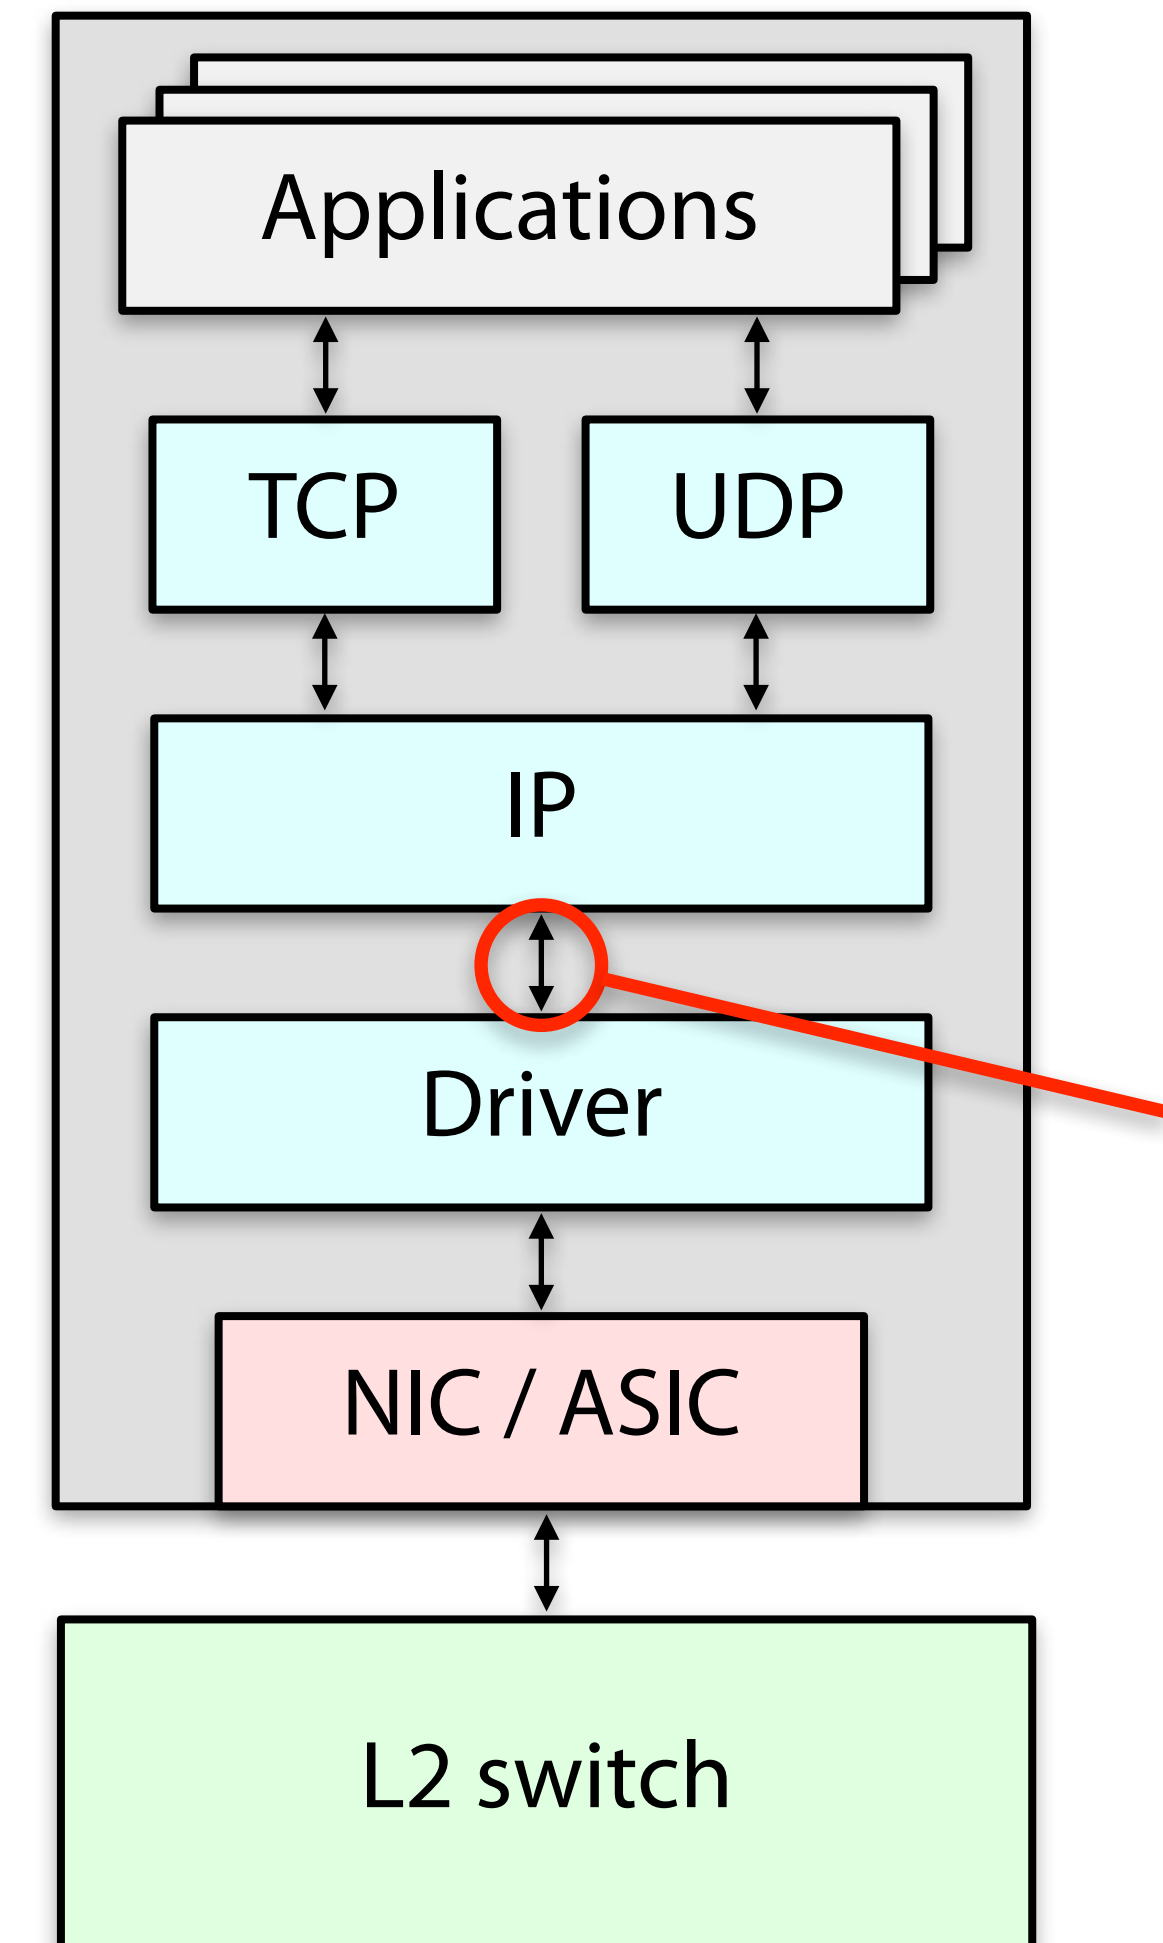 Applications
TCP
UDP
IP
Driver
NIC / ASIC
L2 switch